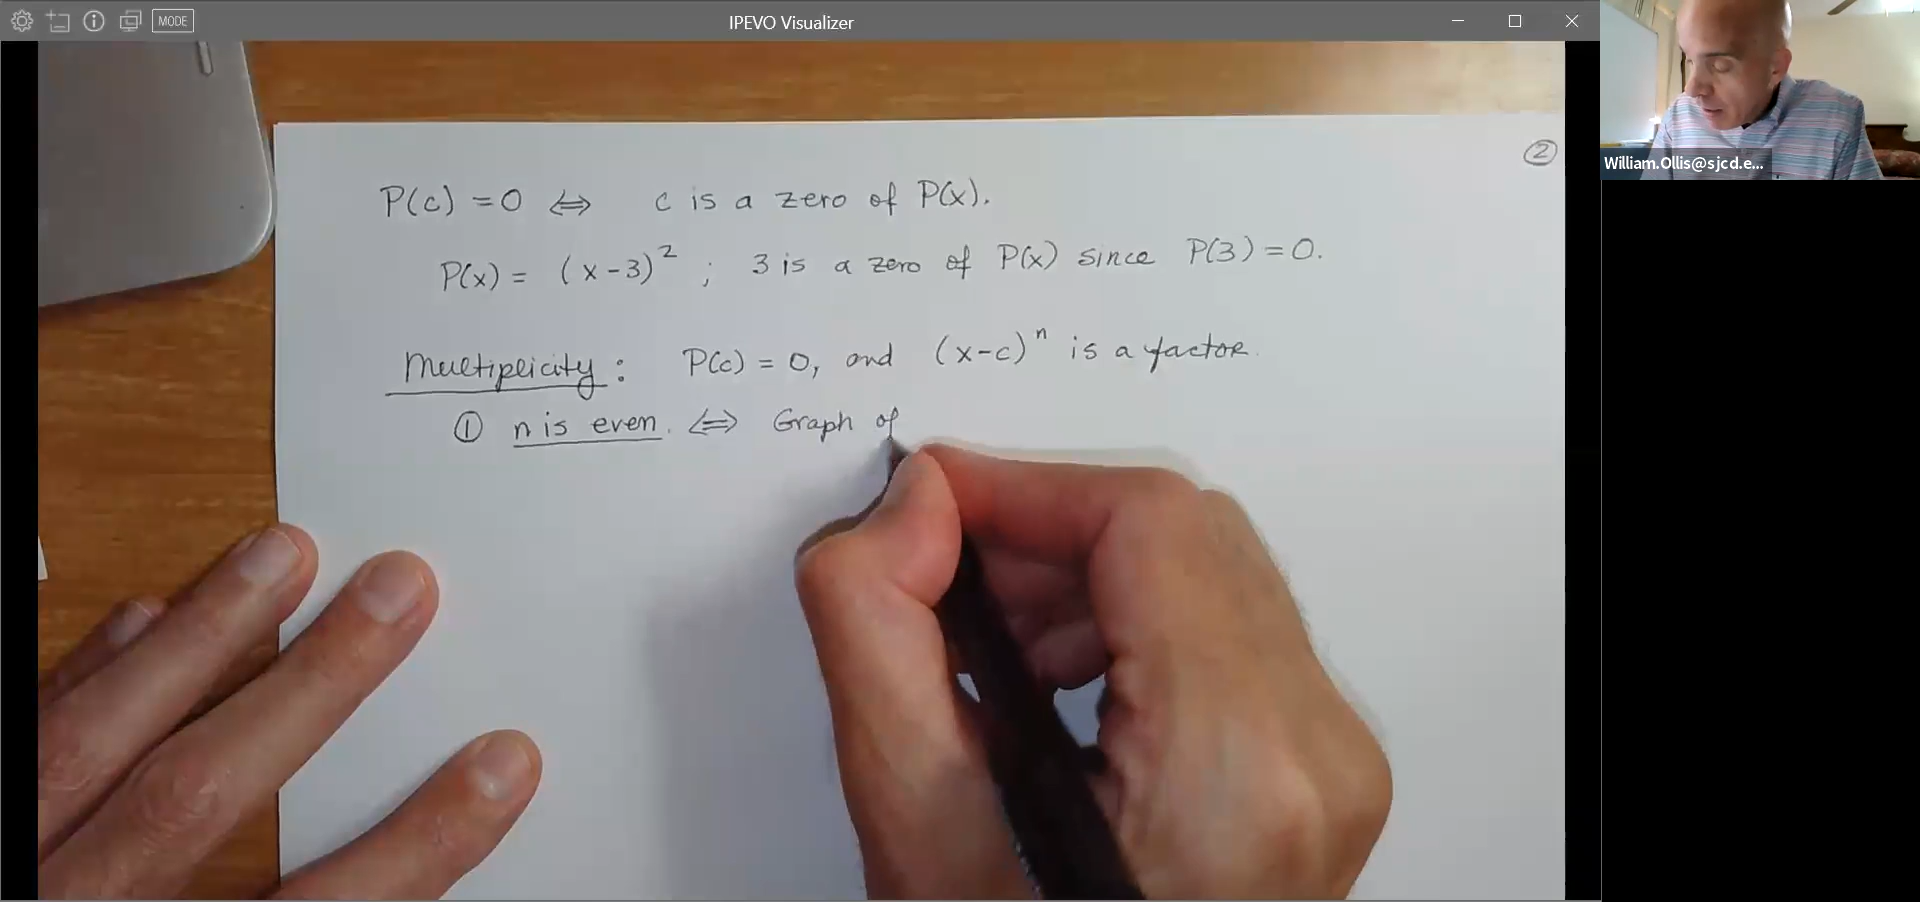 MODE
IPEVO Visualizer
William.Ollis@sjcd.e...
②
P(c) = 0 ⇔ c is a zero of P(x).
P(x) = (x-3)² ; 3 is a zero of P(x) since P(3) = 0.
Multiplicity: P(c) = 0, and (x-c)ⁿ is a factor.
① n is even. ⇔ Graph of